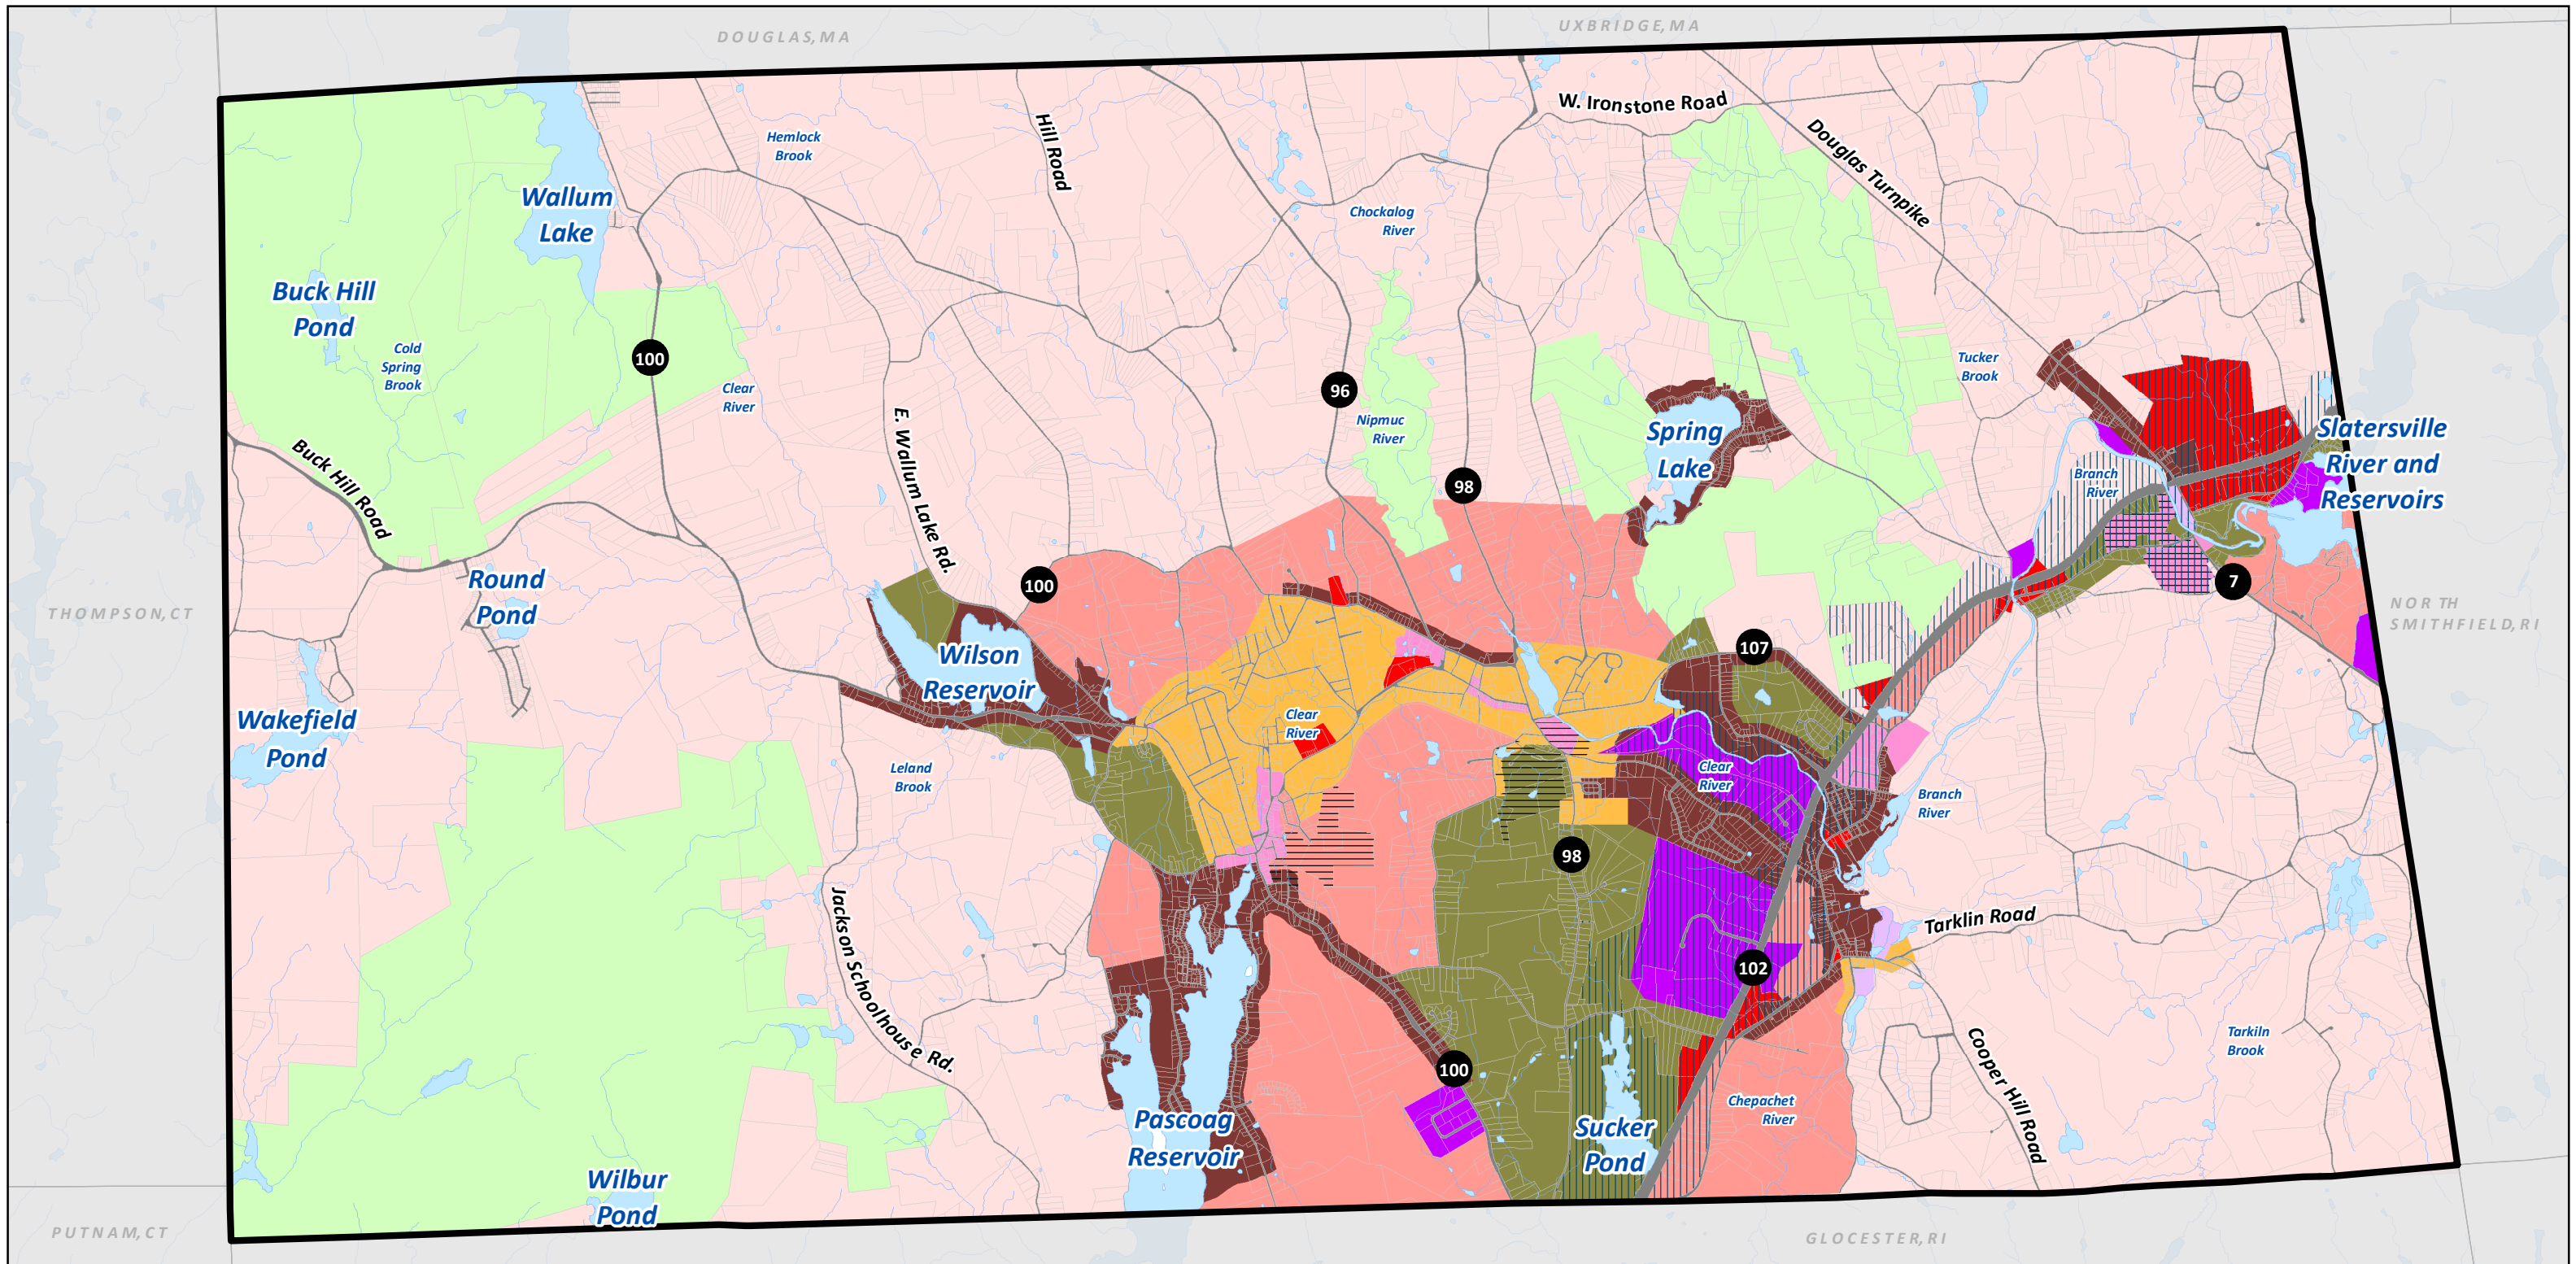 DOUGLAS, MA
UXBRIDGE, MA
W. Ironstone Road
Hill Road
Douglas Turnpike
Hemlock
Brook
Wallum
Lake
Chockalog
River
Buck Hill
Pond
Cold
Spring
Brook
100
Clear
River
96
Nipmuc
River
Tucker
Brook
E. Wallum Lake Rd.
Spring
Lake
Slatersville
River and
Reservoirs
Buck Hill Road
98
Branch
River
Round
Pond
100
7
THOMPSON, CT
NORTH
SMITHFIELD, RI
Wilson
Reservoir
107
Wakefield
Pond
Clear
River
Leland
Brook
Clear
River
Branch
River
98
Jackson Schoolhouse Rd.
Tarklin Road
102
Cooper Hill Road
Tarkiln
Brook
100
Pascoag
Reservoir
Sucker
Pond
Chepachet
River
Wilbur
Pond
PUTNAM, CT
GLOCESTER, RI